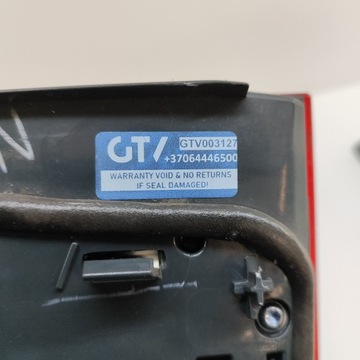 GTV
GTV003127
+37064446500
WARRANTY VOID & NO RETURNS
IF SEAL DAMAGED!